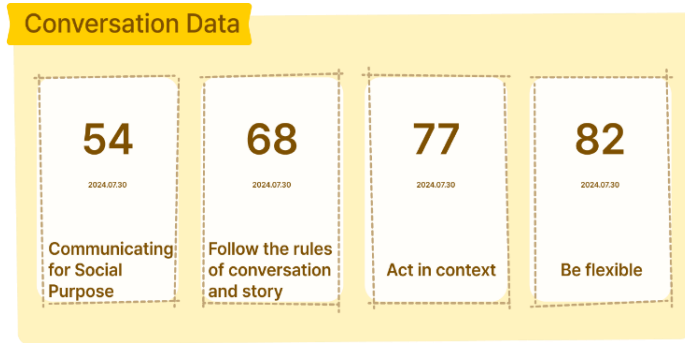 Conversation Data
54
2024.07.30
Communicating
for Social
Purpose
68
2024.07.30
Follow the rules
of conversation
and story
77
2024.07.30
Act in context
82
2024.07.30
Be flexible